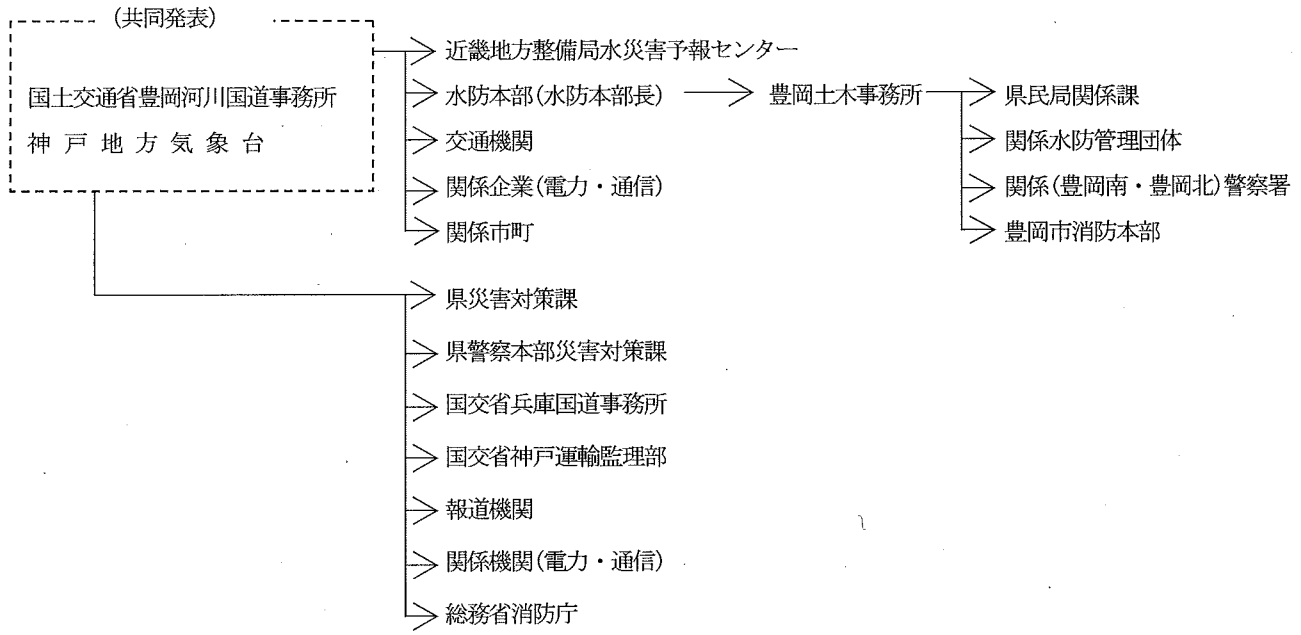 (共同発表)
国土交通省豊岡河川国道事務所
神戸地方気象台
近畿地方整備局水災害予報センター
水防本部(水防本部長)
豊岡土木事務所
県民局関係課
交通機関
関係水防管理団体
関係企業(電力・通信)
関係(豊岡南・豊岡北)警察署
関係市町
豊岡市消防本部
県災害対策課
県警察本部災害対策課
国交省兵庫国道事務所
国交省神戸運輸監理部
報道機関
関係機関(電力・通信)
総務省消防庁